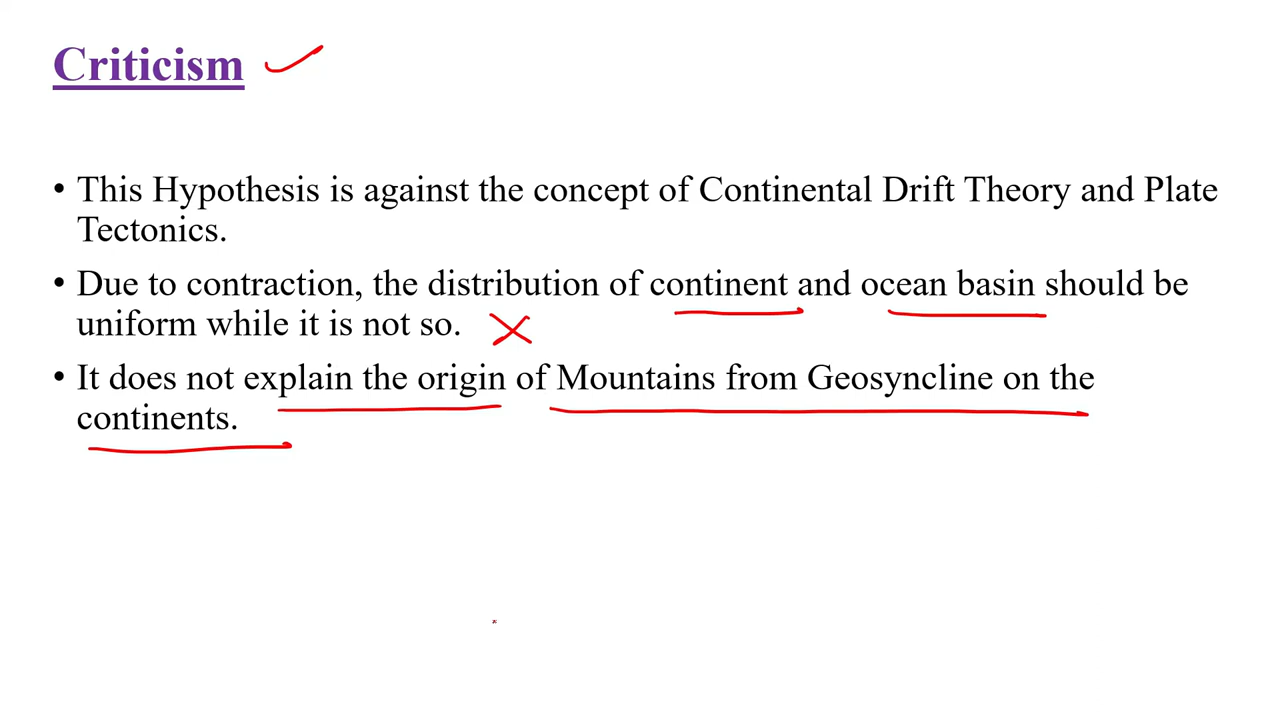 Criticism
• This Hypothesis is against the concept of Continental Drift Theory and Plate
Tectonics.
• Due to contraction, the distribution of continent and ocean basin should be
uniform while it is not so.
• It does not explain the origin of Mountains from Geosyncline on the
continents.